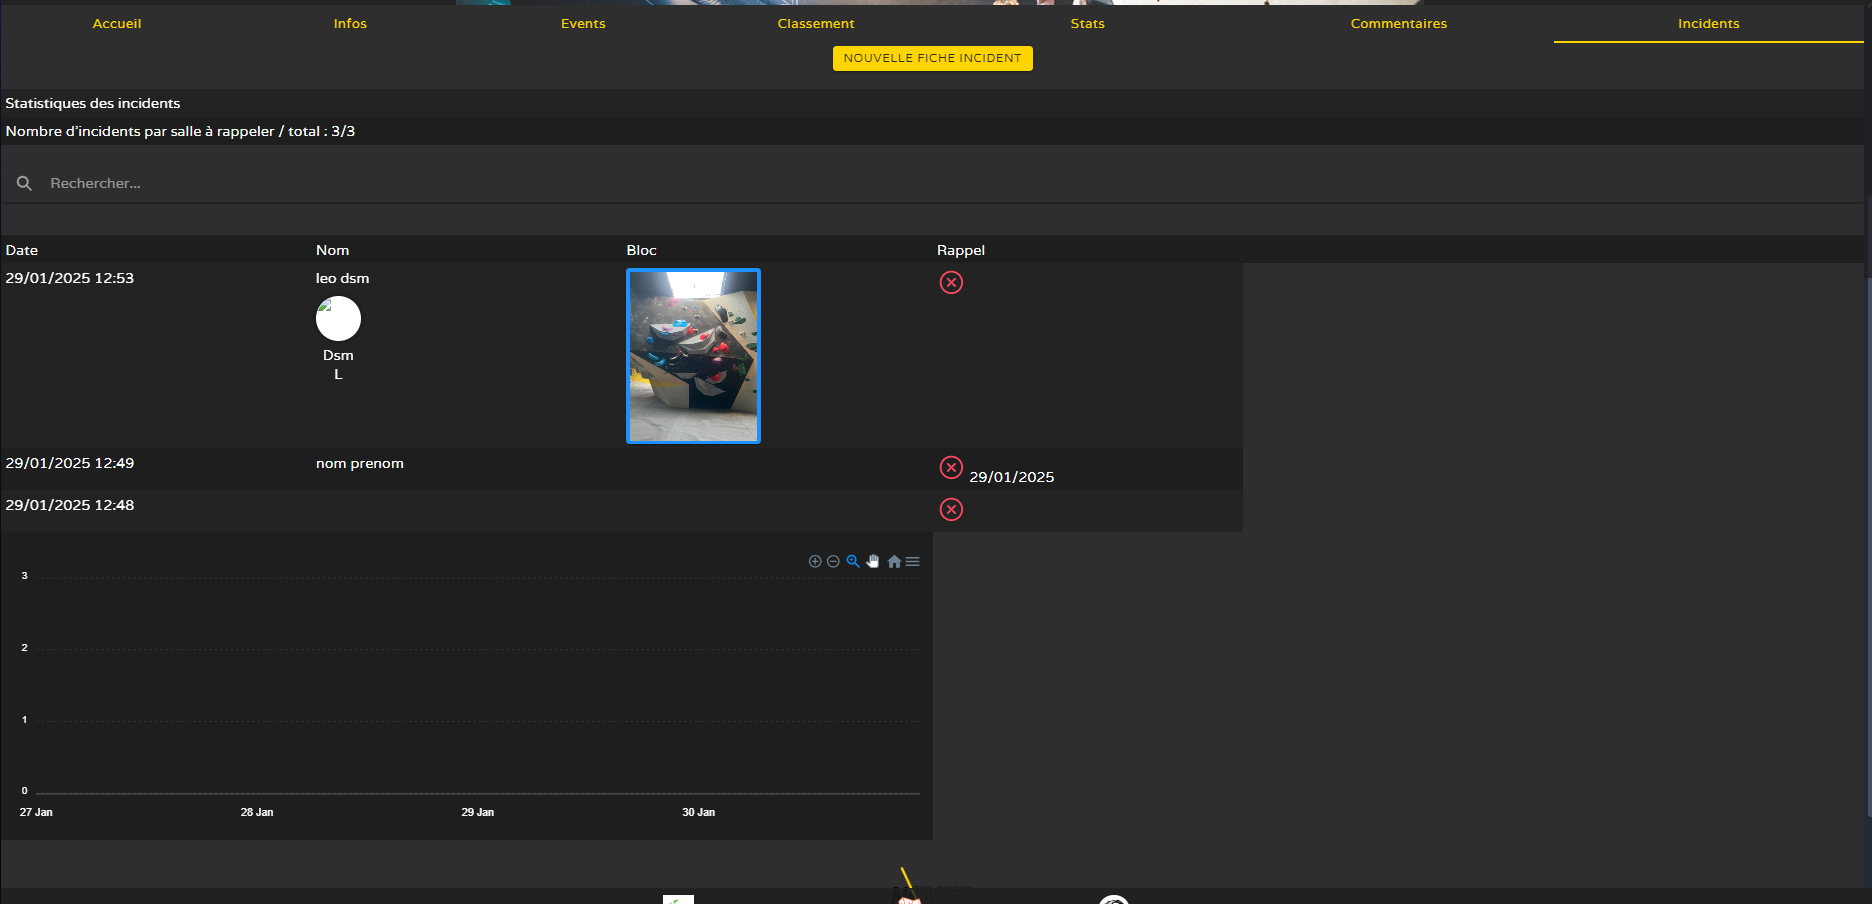 Accueil Infos Events Classement Stats Commentaires Incidents
NOUVELLE FICHE INCIDENT
Statistiques des incidents
Nombre d'incidents par salle à rappeler / total : 3/3
Rechercher...
Date Nom Bloc Rappel
29/01/2025 12:53 leo dsm
Dsm
L
29/01/2025 12:49 nom prenom 29/01/2025
29/01/2025 12:48
3
2
1
0
27 Jan 28 Jan 29 Jan 30 Jan